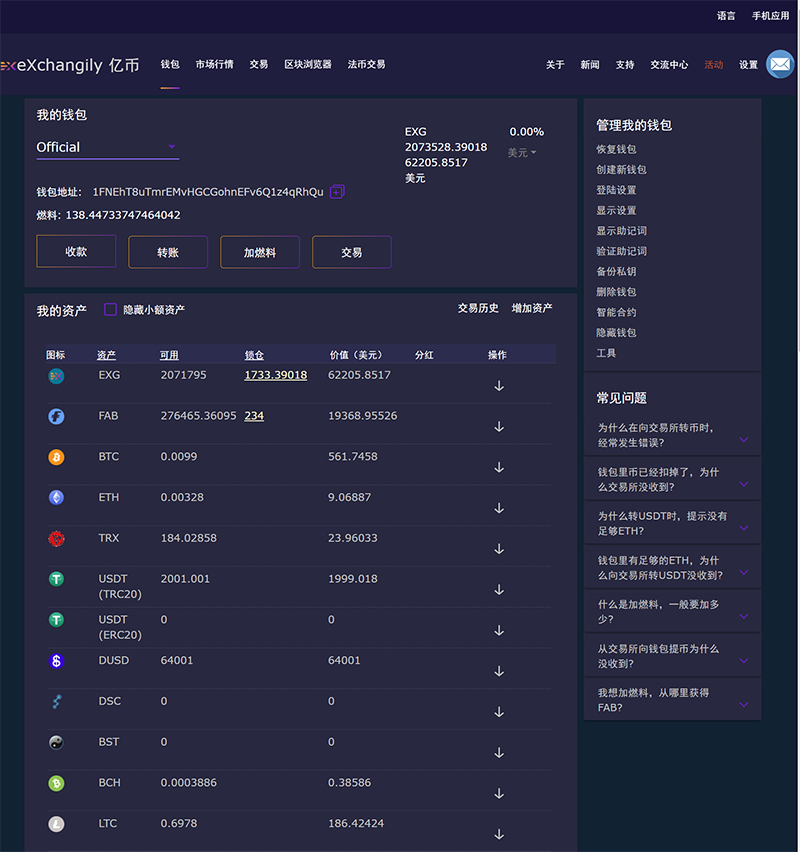 语言 手机应用
eXchangily 亿币 钱包 市场行情 交易 区块浏览器 法币交易 关于 新闻 支持 交流中心 活动 设置
我的钱包
Official
EXG 0.00%
2073528.39018 美元
62205.8517
美元
钱包地址： 1FNEhT8uTmrEMvHGCGohnEFv6Q1z4qRhQu
燃料：138.44733747464042
收款 转账 加燃料 交易
我的资产 隐藏小额资产 交易历史 增加资产
图标 资产 可用 锁仓 价值（美元） 分红 操作
EXG 2071795 1733.39018 62205.8517
FAB 276465.36095 234 19368.95526
BTC 0.0099 561.7458
ETH 0.00328 9.06887
TRX 184.02858 23.96033
USDT 2001.001 1999.018
(TRC20)
USDT 0 0
(ERC20)
DUSD 64001 64001
DSC 0 0
BST 0 0
BCH 0.0003886 0.38586
LTC 0.6978 186.42424
管理我的钱包
恢复钱包
创建新钱包
登陆设置
显示设置
显示助记词
验证助记词
备份私钥
删除钱包
智能合约
隐藏钱包
工具
常见问题
为什么在向交易所转币时，
经常发生错误？
钱包里币已经扣掉了，为什
么交易所没收到？
为什么转USDT时，提示没有
足够ETH？
钱包里有足够的ETH，为什
么向交易所转USDT没收到？
什么是加燃料，一般要加多
少？
从交易所向钱包提币为什么
没收到？
我想加燃料，从哪里获得
FAB？